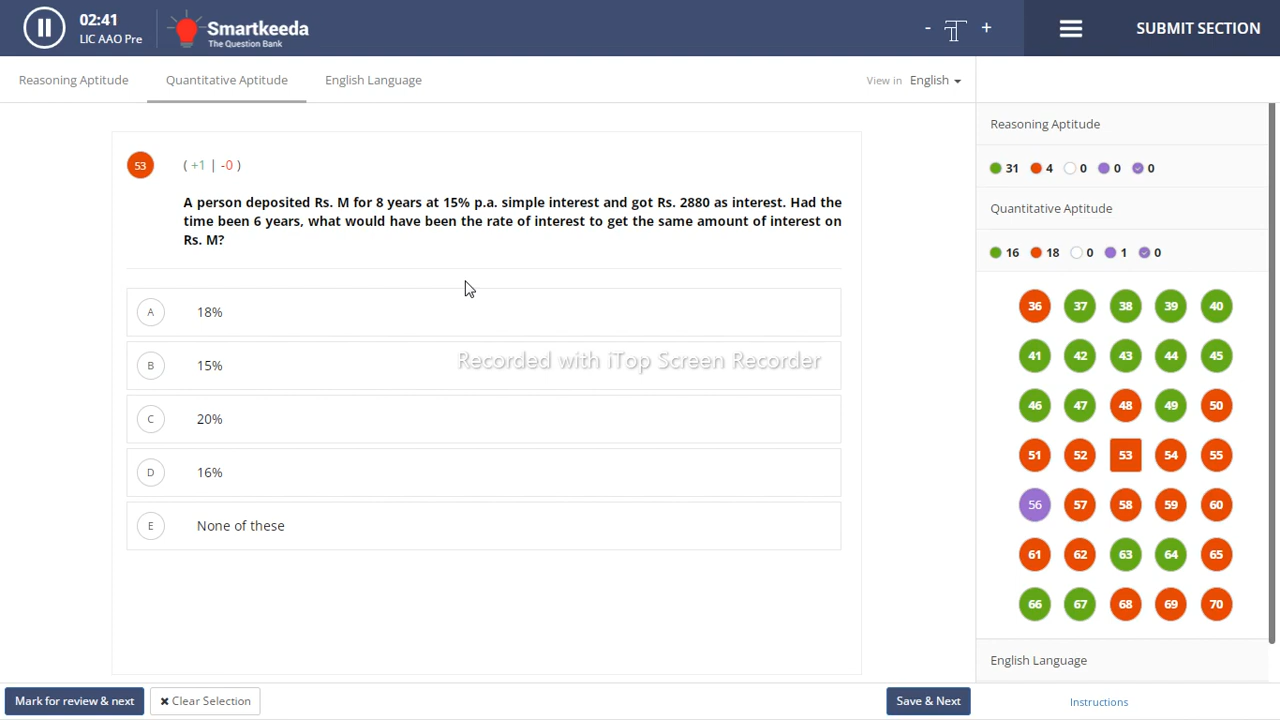 02:41
LIC AAO Pre
Smartkeeda
The Question Bank
- T +
SUBMIT SECTION
Reasoning Aptitude
Quantitative Aptitude
English Language
View in English
53
( +1 | -0 )
A person deposited Rs. M for 8 years at 15% p.a. simple interest and got Rs. 2880 as interest. Had the
time been 6 years, what would have been the rate of interest to get the same amount of interest on
Rs. M?
A 18%
B 15%
C 20%
D 16%
E None of these
Recorded with iTop Screen Recorder
Mark for review & next
Clear Selection
Save & Next
Reasoning Aptitude
31 4 0 0 0
Quantitative Aptitude
16 18 0 1 0
36 37 38 39 40
41 42 43 44 45
46 47 48 49 50
51 52 53 54 55
56 57 58 59 60
61 62 63 64 65
66 67 68 69 70
English Language
Instructions